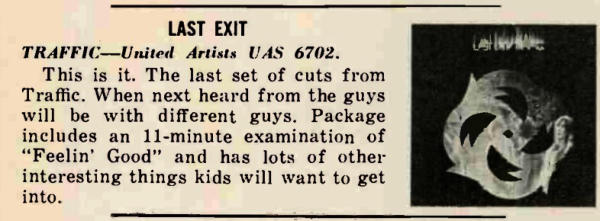 LAST EXIT
TRAFFIC—United Artists UAS 6702.
This is it. The last set of cuts from
Traffic. When next heard from the guys
will be with different guys. Package
includes an 11-minute examination of
"Feelin' Good" and has lots of other
interesting things kids will want to get
into.